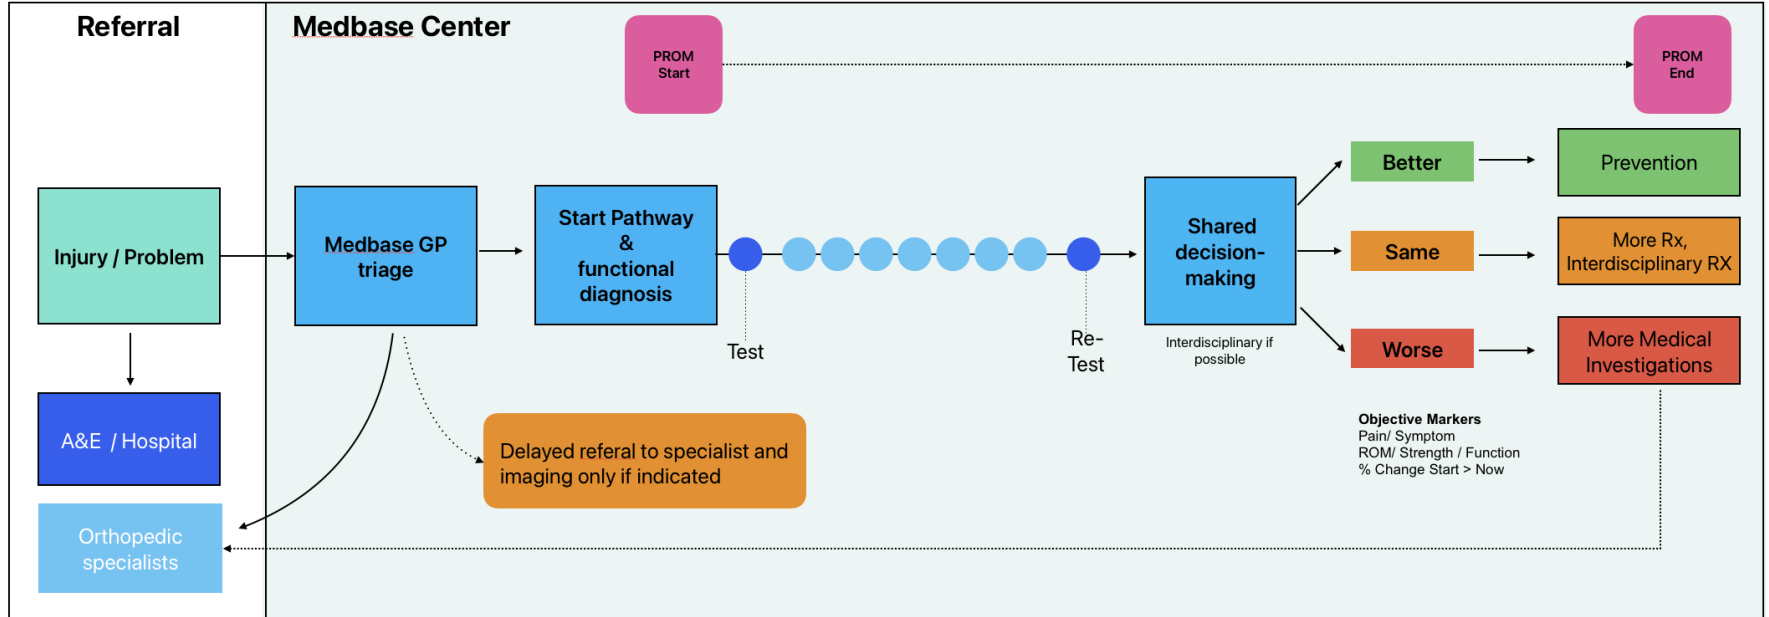 Referral
Medbase Center
PROM
Start
PROM
End
Injury / Problem
Medbase GP
triage
Start Pathway
&
functional
diagnosis
Test
Re-
Test
Shared
decision-
making
Interdisciplinary if
possible
Better
Prevention
Same
More Rx,
Interdisciplinary RX
Worse
More Medical
Investigations
A&E / Hospital
Delayed referal to specialist and
imaging only if indicated
Objective Markers
Pain/ Symptom
ROM/ Strength / Function
% Change Start > Now
Orthopedic
specialists